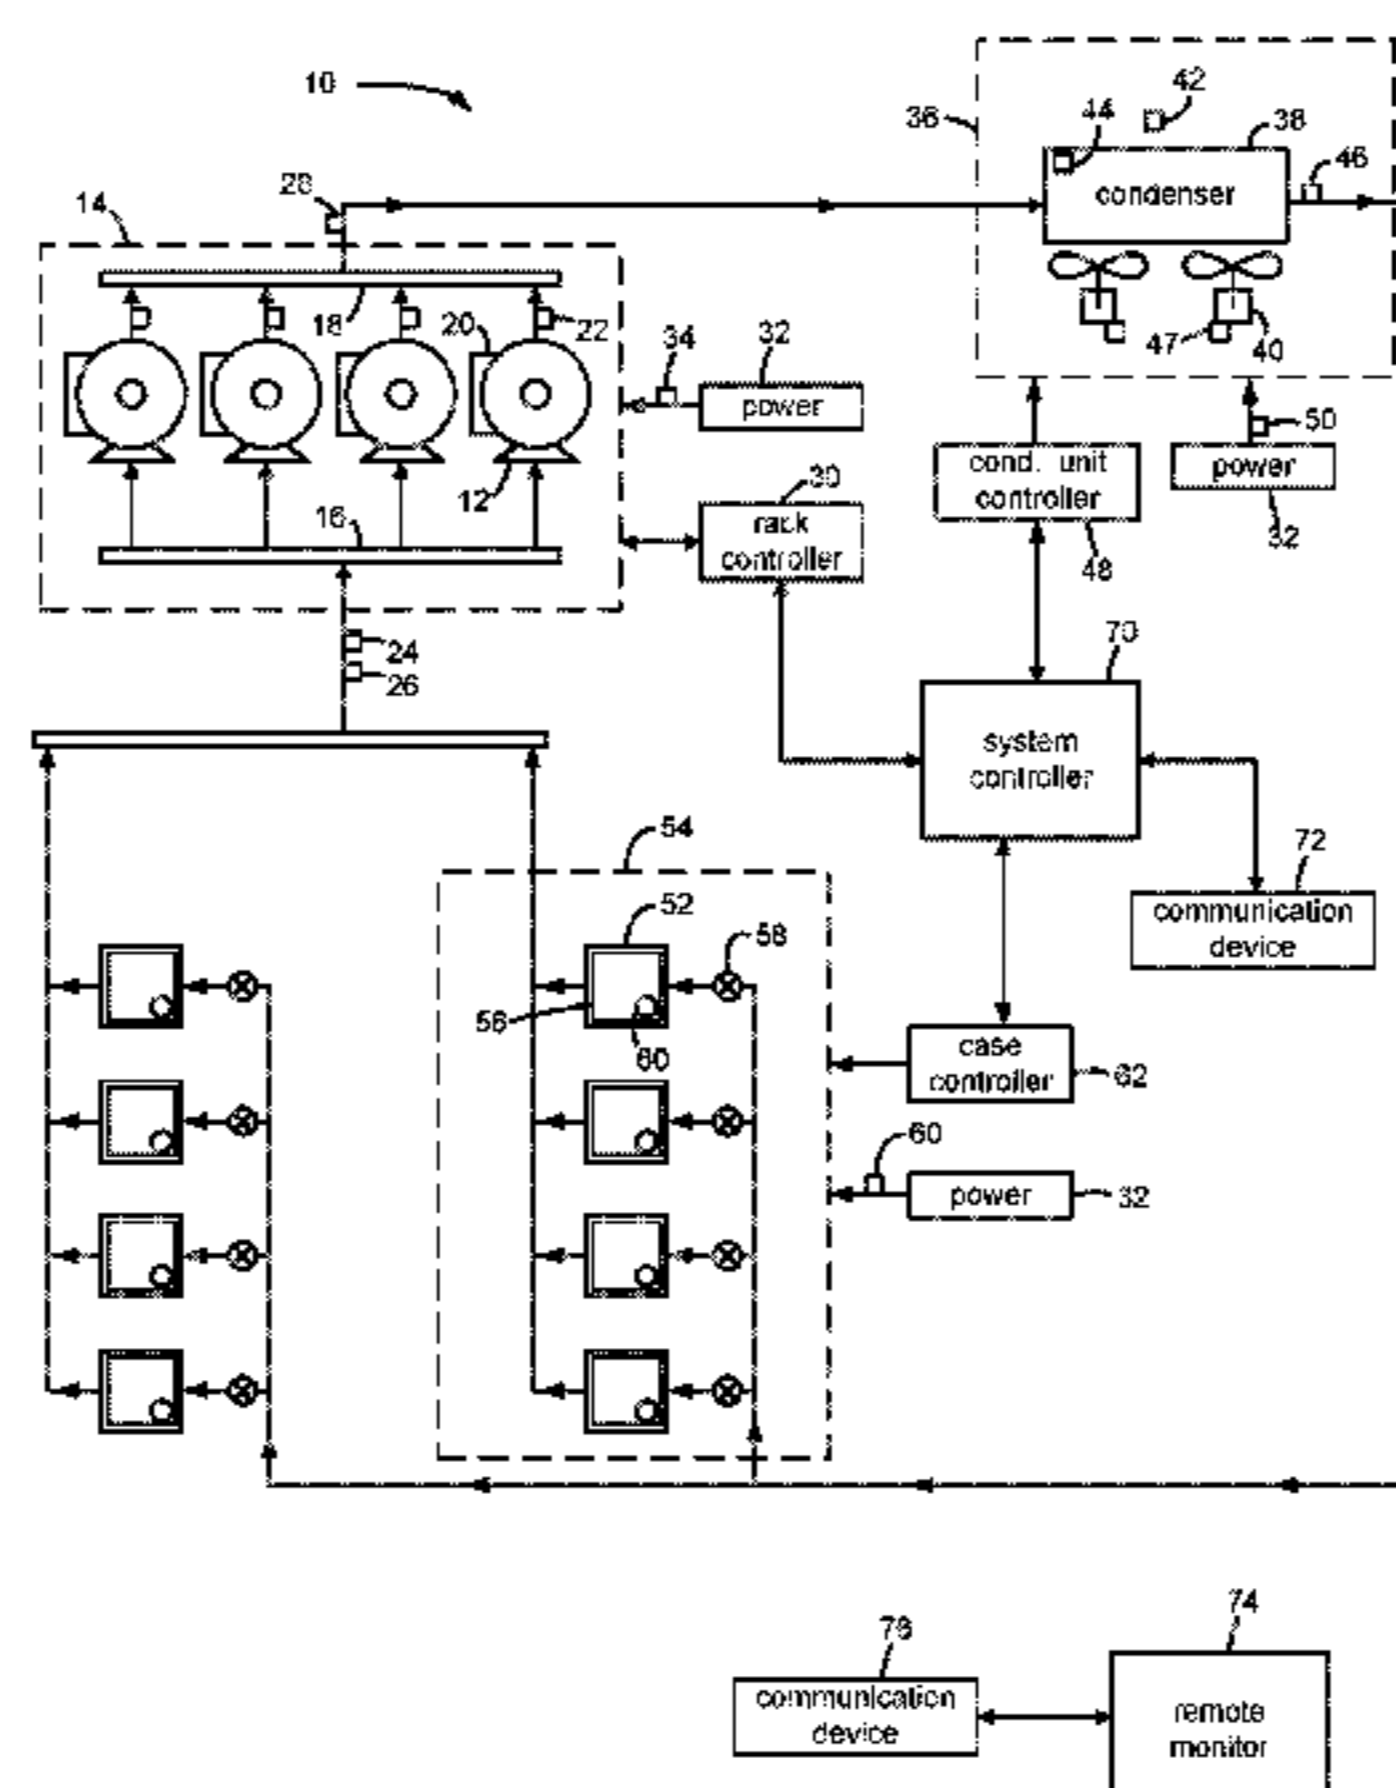 10
42
44
36
38
46
condenser
28
14
18
20
22
34
32
47
40
power
50
cond. unit
controller
power
30
12
16
rack
controller
32
48
24
26
70
system
controller
54
72
52
58
communication
device
56
60
case
controller
62
60
power
32
74
76
communication
device
remote
monitor